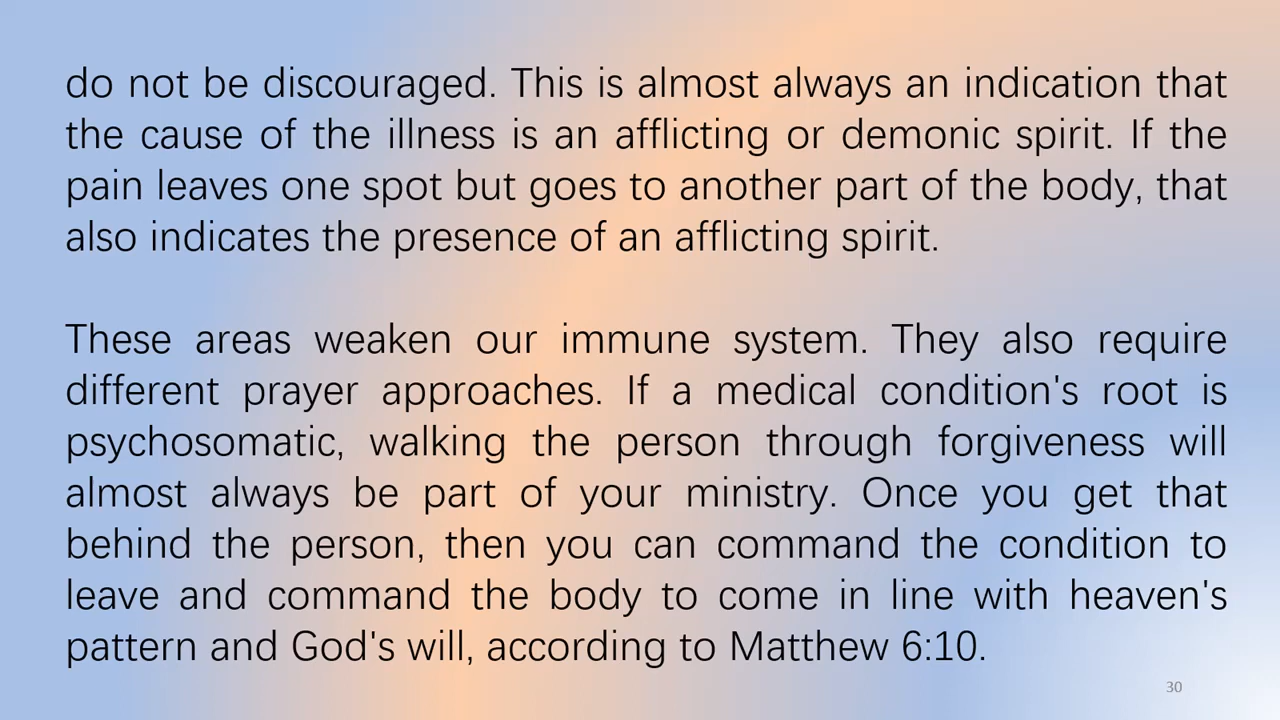 do not be discouraged. This is almost always an indication that
the cause of the illness is an afflicting or demonic spirit. If the
pain leaves one spot but goes to another part of the body, that
also indicates the presence of an afflicting spirit.
These areas weaken our immune system. They also require
different prayer approaches. If a medical condition's root is
psychosomatic, walking the person through forgiveness will
almost always be part of your ministry. Once you get that
behind the person, then you can command the condition to
leave and command the body to come in line with heaven's
pattern and God's will, according to Matthew 6:10.
30